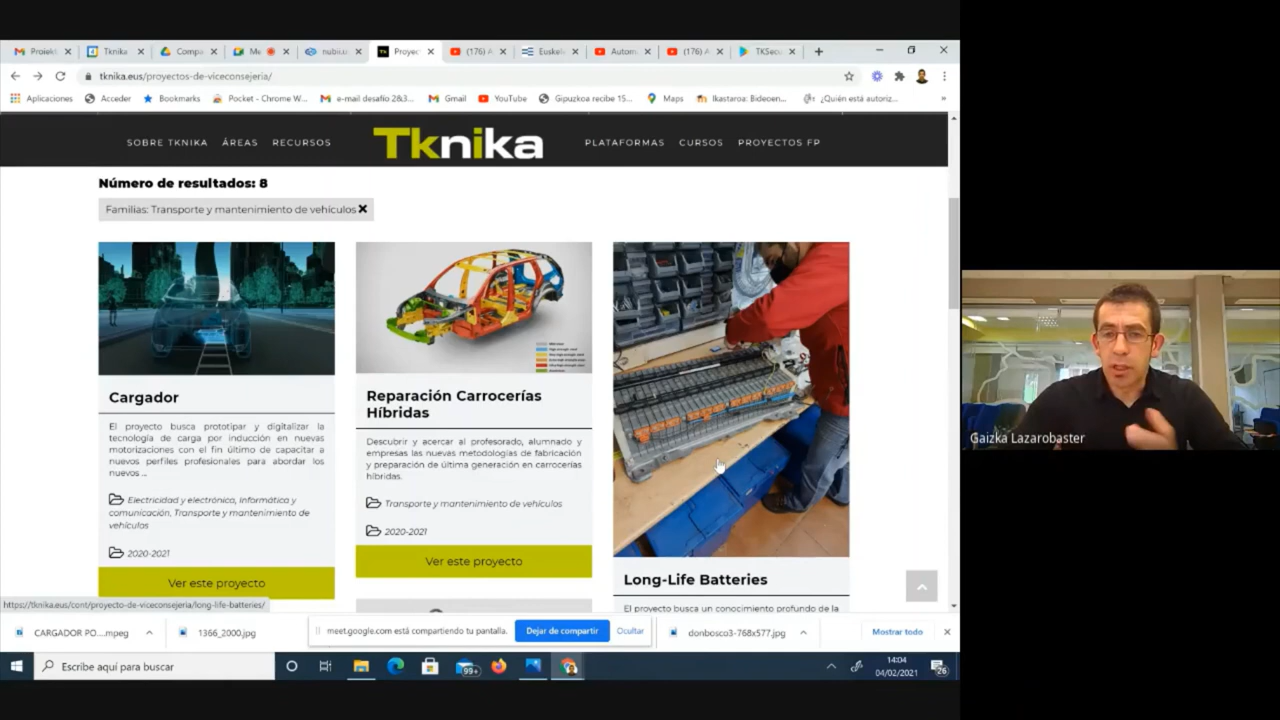 Proiekt
Tknika
Compa
Me
nubii.u
Proyec
(176) A
Euskel
Autom
(176) A
TKSeo
tknika.eus/proyectos-de-viceconsejeria/
Aplicaciones
Acceder
Bookmarks
Pocket - Chrome W...
e-mail desafío 2&3...
Gmail
YouTube
Gipuzkoa recibe 15...
Maps
Ikastaroa: Bideoen...
¿Quién está autoriz...
SOBRE TKNIKA
ÁREAS
RECURSOS
Tknika
PLATAFORMAS
CURSOS
PROYECTOS FP
Número de resultados: 8
Familias: Transporte y mantenimiento de vehículos
Cargador
El proyecto busca prototipar y digitalizar la
tecnología de carga por inducción en nuevas
motorizaciones con el fin último de capacitar a
nuevos perfiles profesionales para abordar los
nuevos ...
Electricidad y electrónica, Informática y
comunicación, Transporte y mantenimiento de
vehículos
2020-2021
Ver este proyecto
Reparación Carrocerías
Híbridas
Descubrir y acercar al profesorado, alumnado y
empresas las nuevas metodologías de fabricación
y preparación de última generación en carrocerías
híbridas.
Transporte y mantenimiento de vehículos
2020-2021
Ver este proyecto
Long-Life Batteries
El proyecto busca un conocimiento profundo de la
Gaizka Lazarobaster
https://tknika.eus/cont/proyecto-de-viceconsejeria/long-life-batteries/
CARGADOR PO....mpeg
1366_2000.jpg
meet.google.com está compartiendo tu pantalla.
Dejar de compartir
Ocultar
donbosco3-768x577.jpg
Mostrar todo
Escribe aquí para buscar
99+
14:04
04/02/2021
26